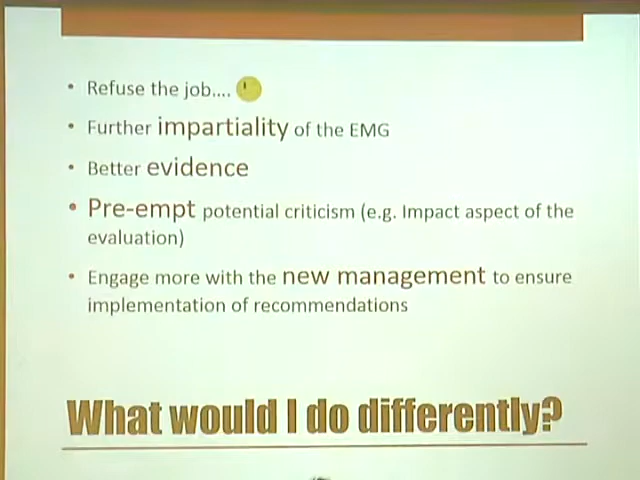 • Refuse the job....
• Further impartiality of the EMG
• Better evidence
• Pre-empt potential criticism (e.g. Impact aspect of the
evaluation)
• Engage more with the new management to ensure
implementation of recommendations
What would I do differently?